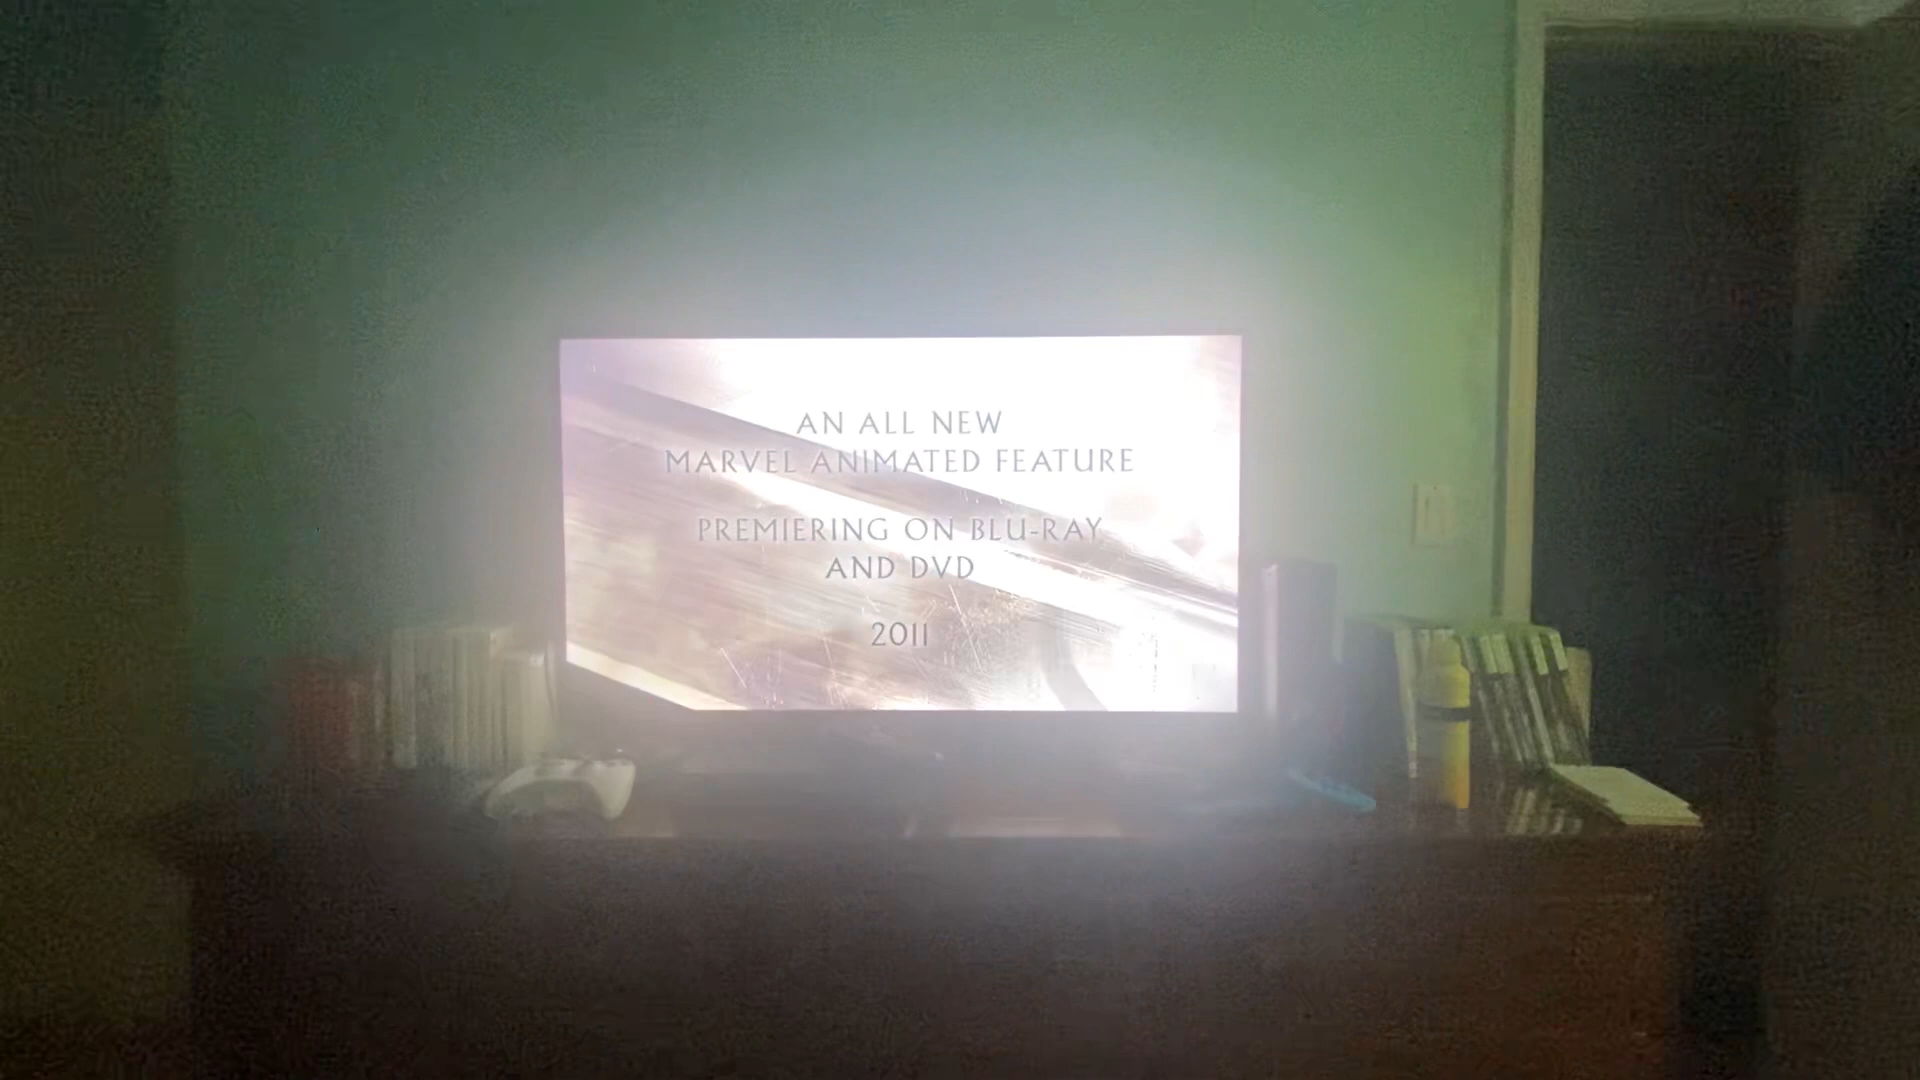 AN ALL NEW
MARVEL ANIMATED FEATURE
PREMIERING ON BLU-RAY
AND DVD
2011